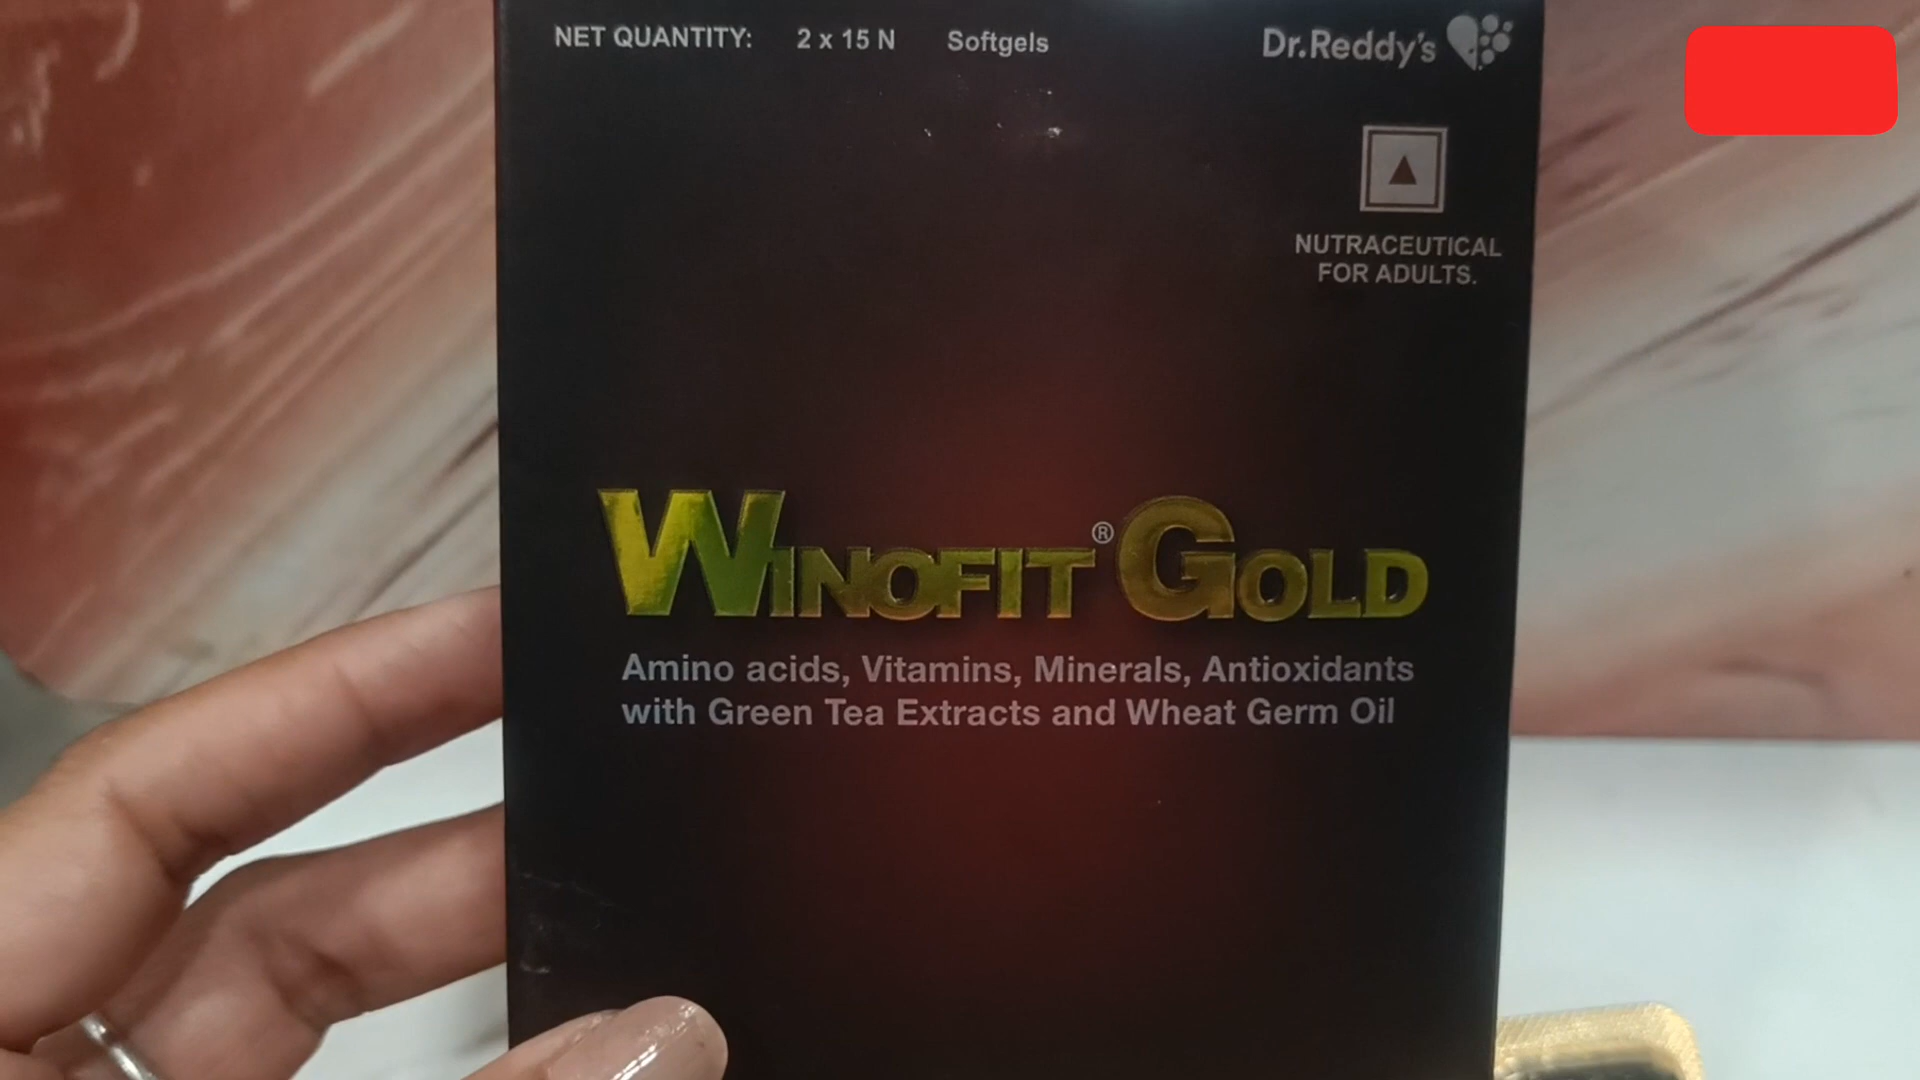 NET QUANTITY: 2 x 15 N Softgels
Dr.Reddy's
NUTRACEUTICAL
FOR ADULTS.
WINOFIT® GOLD
Amino acids, Vitamins, Minerals, Antioxidants
with Green Tea Extracts and Wheat Germ Oil